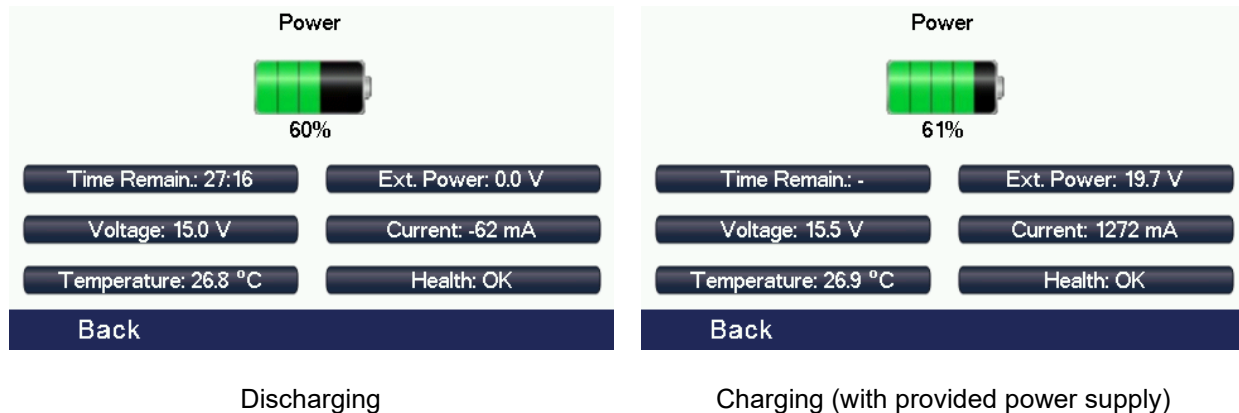 Power
60%
Time Remain.: 27:16
Ext. Power: 0.0 V
Voltage: 15.0 V
Current: -62 mA
Temperature: 26.8 °C
Health: OK
Back
Discharging
Power
61%
Time Remain.: -
Ext. Power: 19.7 V
Voltage: 15.5 V
Current: 1272 mA
Temperature: 26.9 °C
Health: OK
Back
Charging (with provided power supply)